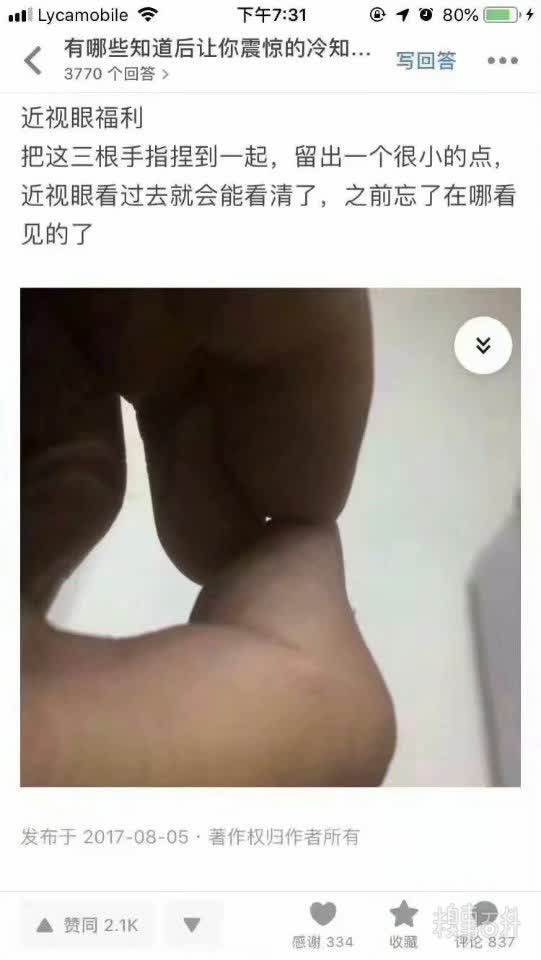 Lycamobile 下午7:31 80%
有哪些知道后让你震惊的冷知... 写回答
3770 个回答
近视眼福利
把这三根手指捏到一起，留出一个很小的点，
近视眼看过去就会能看清了，之前忘了在哪看
见的了
发布于 2017-08-05 · 著作权归作者所有
赞同 2.1K 感谢 334 收藏 评论 837